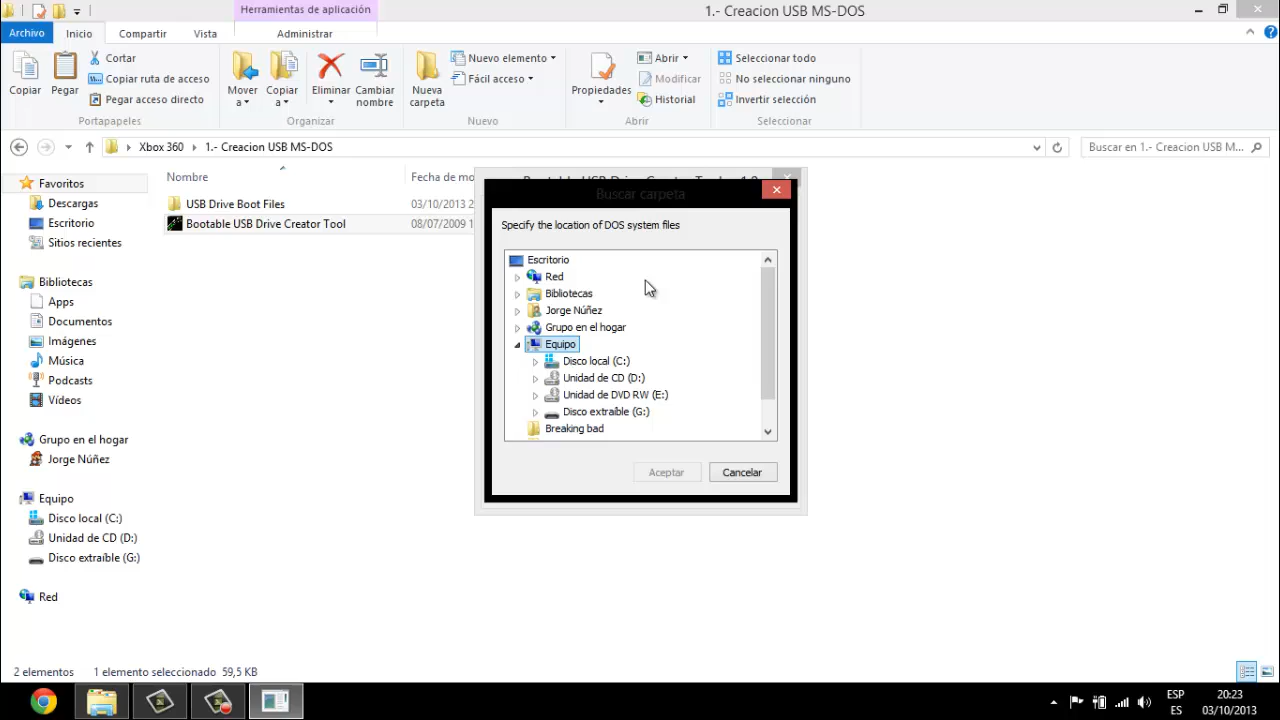 Herramientas de aplicación
1.- Creacion USB MS-DOS
Archivo Inicio Compartir Vista Administrar
Copiar
Pegar
Cortar
Copiar ruta de acceso
Pegar acceso directo
Portapapeles
Mover a
Copiar a
Eliminar
Cambiar nombre
Organizar
Nueva carpeta
Nuevo elemento
Fácil acceso
Nuevo
Propiedades
Abrir
Modificar
Historial
Abrir
Seleccionar todo
No seleccionar ninguno
Invertir selección
Seleccionar
Xbox 360 1.- Creacion USB MS-DOS
Buscar en 1.- Creacion USB M...
Favoritos
Descargas
Escritorio
Sitios recientes
Bibliotecas
Apps
Documentos
Imágenes
Música
Podcasts
Vídeos
Grupo en el hogar
Jorge Núñez
Equipo
Disco local (C:)
Unidad de CD (D:)
Disco extraíble (G:)
Red
Nombre Fecha de mo
USB Drive Boot Files 03/10/2013 2
Bootable USB Drive Creator Tool 08/07/2009 1
Buscar carpeta
Specify the location of DOS system files
Escritorio
Red
Bibliotecas
Jorge Núñez
Grupo en el hogar
Equipo
Disco local (C:)
Unidad de CD (D:)
Unidad de DVD RW (E:)
Disco extraíble (G:)
Breaking bad
Aceptar Cancelar
2 elementos 1 elemento seleccionado 59,5 KB
ESP
ES
20:23
03/10/2013